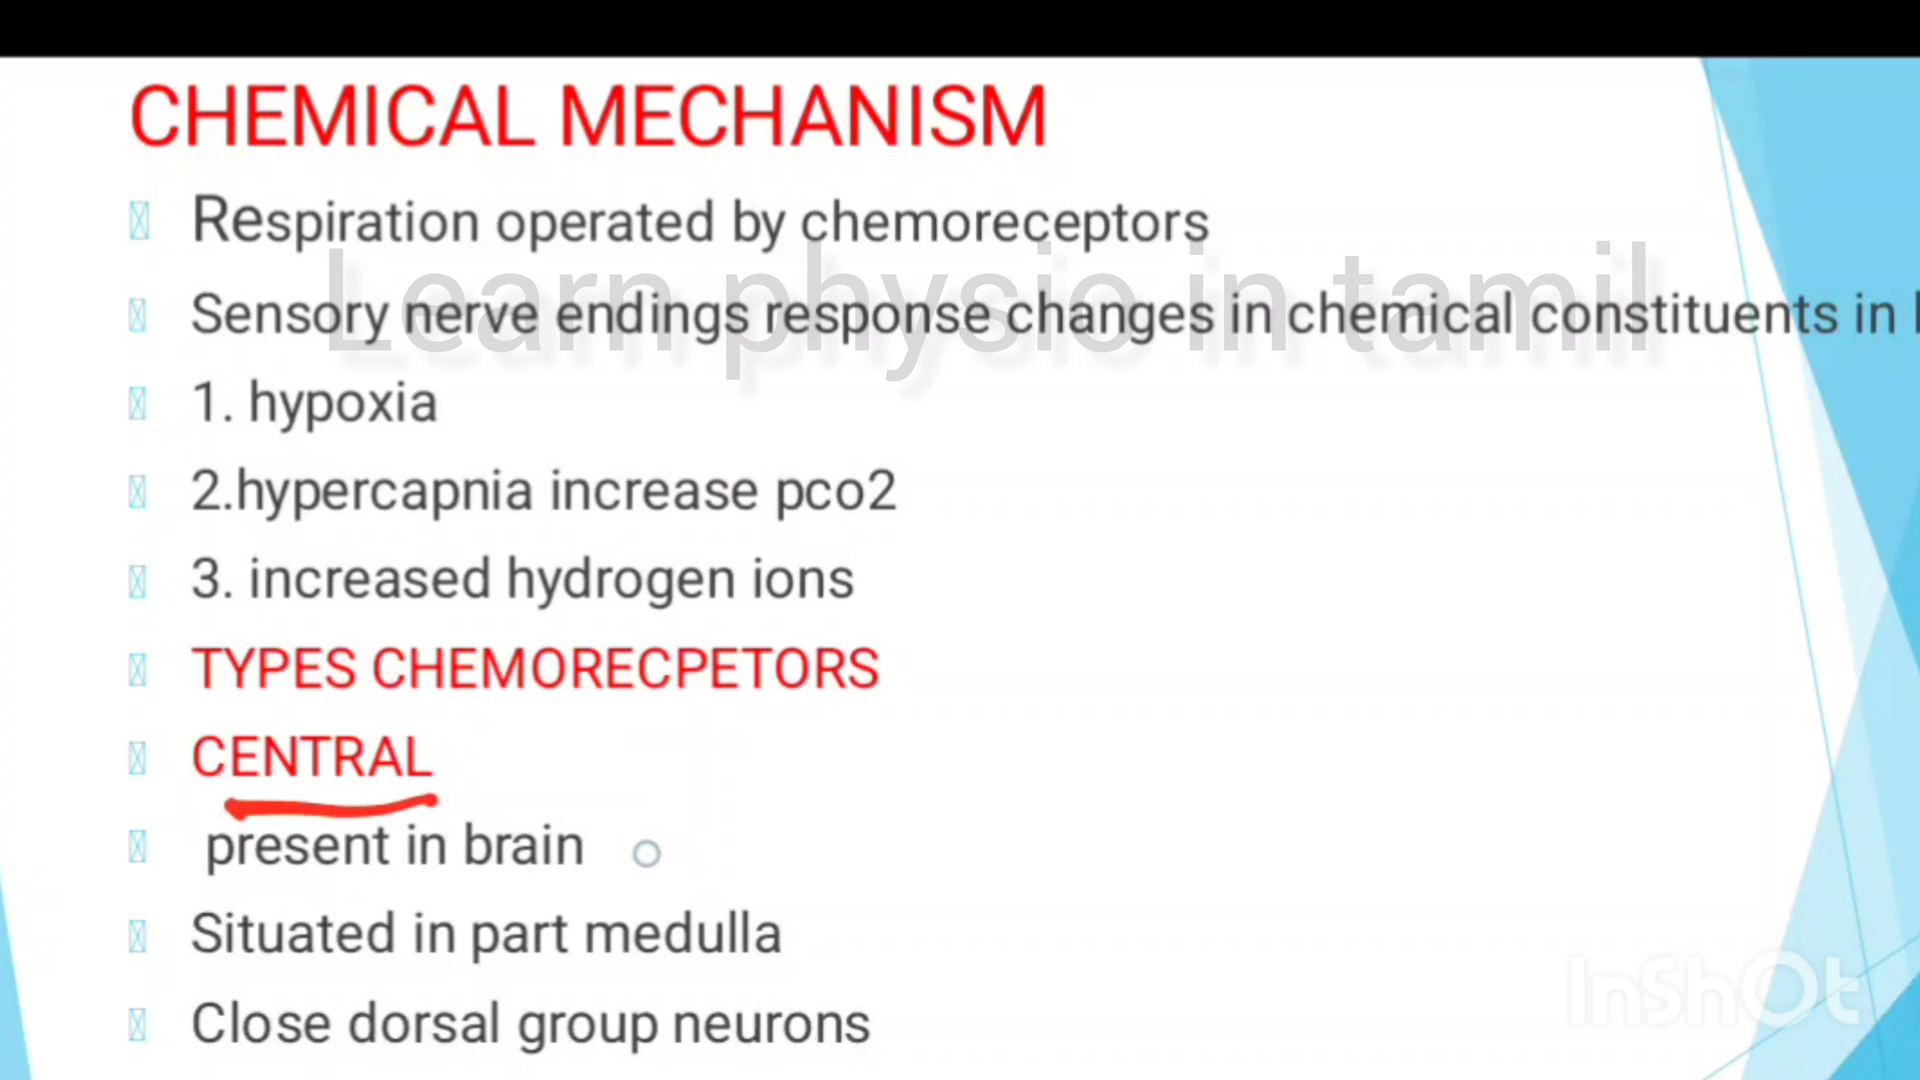 CHEMICAL MECHANISM
Respiration operated by chemoreceptors
Learn physio in tamil
Sensory nerve endings response changes in chemical constituents in
1. hypoxia
2.hypercapnia increase pco2
3. increased hydrogen ions
TYPES CHEMORECPETORS
CENTRAL
present in brain
Situated in part medulla
Close dorsal group neurons
InShOt